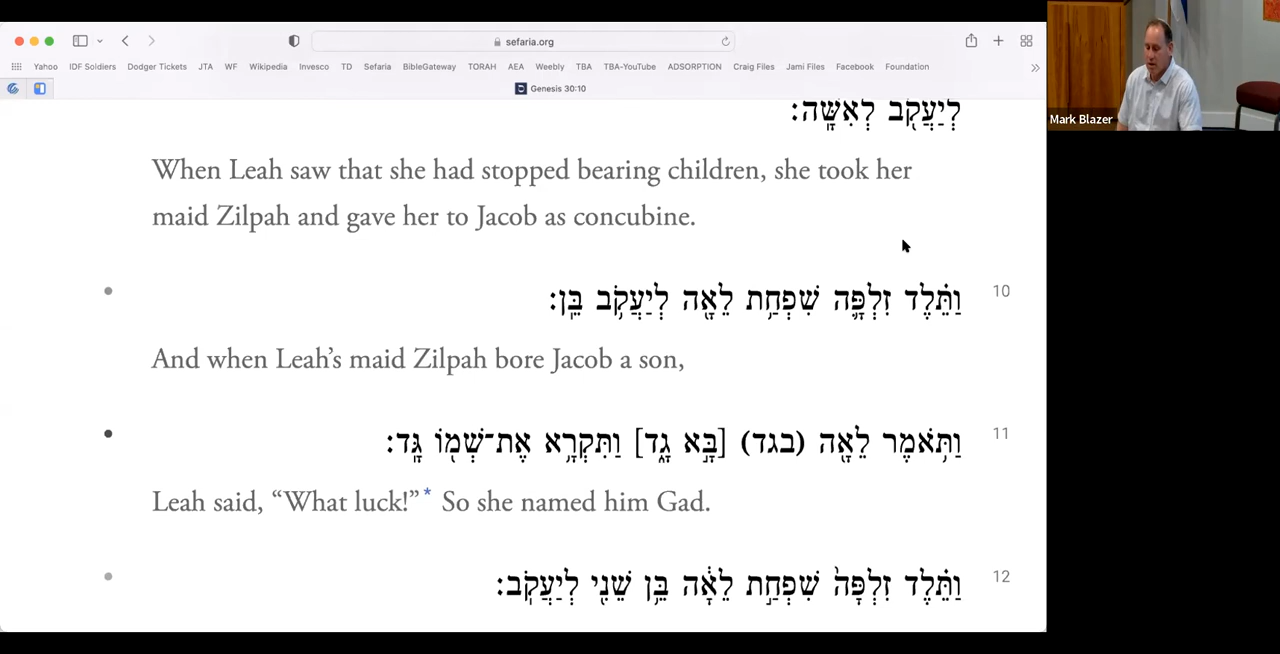 sefaria.org
Yahoo IDF Soldiers Dodger Tickets JTA WF Wikipedia Invesco TD Sefaria BibleGateway TORAH AEA Weebly TBA TBA-YouTube ADSORPTION Craig Files Jami Files Facebook Foundation
Genesis 30:10
Mark Blazer
לְיַעֲקֹ֖ב לְאִשָּֽׁה׃
When Leah saw that she had stopped bearing children, she took her
maid Zilpah and gave her to Jacob as concubine.
10 וַתֵּ֗לֶד זִלְפָּ֛ה שִׁפְחַ֥ת לֵאָ֖ה לְיַעֲקֹ֥ב בֵּֽן׃
And when Leah’s maid Zilpah bore Jacob a son,
11 וַתֹּ֥אמֶר לֵאָ֖ה (בגד) [בָּ֣א גָ֑ד] וַתִּקְרָ֥א אֶת־שְׁמ֖וֹ גָּֽד׃
Leah said, “What luck!”* So she named him Gad.
12 וַתֵּ֗לֶד זִלְפָּה֙ שִׁפְחַ֣ת לֵאָ֔ה בֵּ֥ן שֵׁנִ֖י לְיַעֲקֹֽב׃